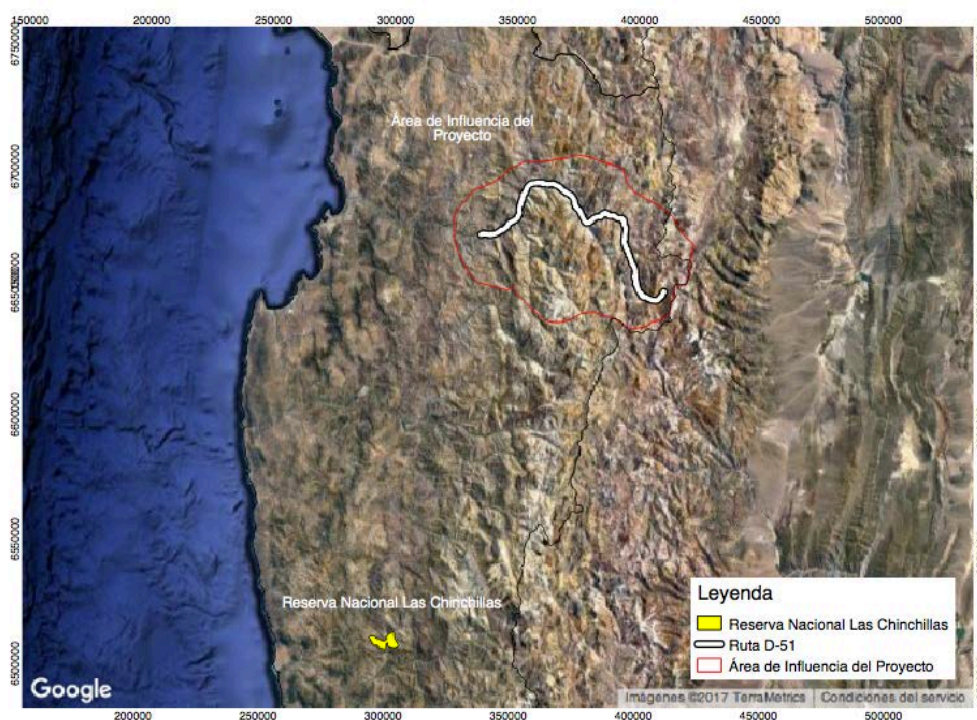 150000 200000 250000 300000 350000 400000 450000 500000
6750000
6700000
6650000
6600000
6550000
6500000
Área de Influencia del
Proyecto
Reserva Nacional Las Chinchillas
Leyenda
Reserva Nacional Las Chinchillas
Ruta D-51
Área de Influencia del Proyecto
Google
Imágenes ©2017 TerraMetrics Condiciones del servicio
200000 250000 300000 350000 400000 450000 500000